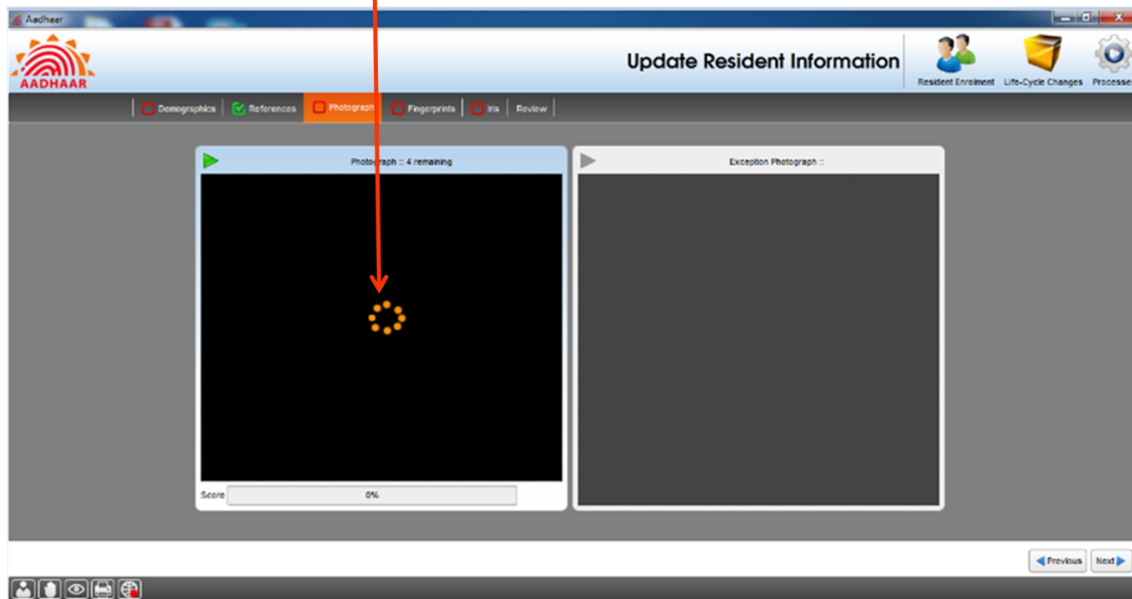 Aadhaar
AADHAAR
Update Resident Information
Resident Enrolment
Life-Cycle Changes
Processes
Demographics
References
Photograph
Fingerprints
Iris
Review
Photograph :: 4 remaining
Exception Photograph ::
Score
0%
Previous
Next